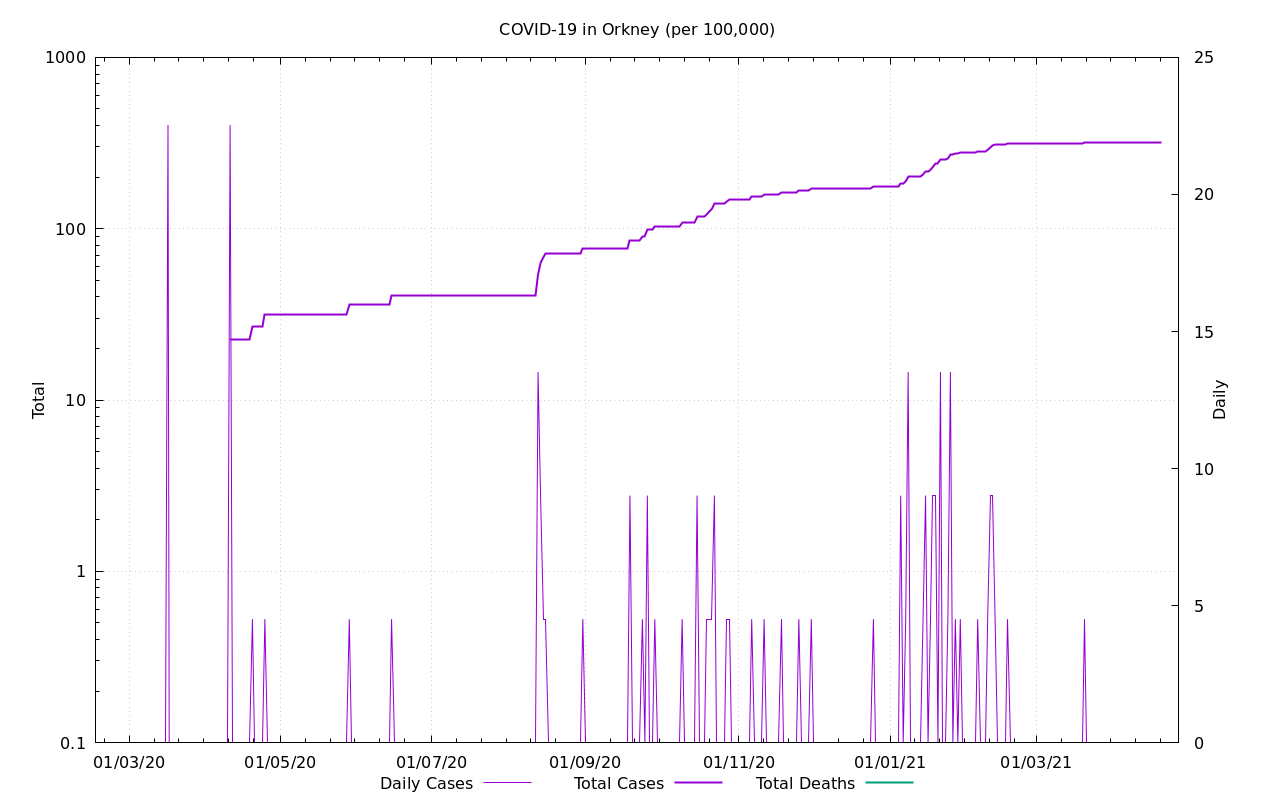 COVID-19 in Orkney (per 100,000)
1000
100
10
1
0.1
Total
25
20
15
10
5
0
Daily
01/03/20 01/05/20 01/07/20 01/09/20 01/11/20 01/01/21 01/03/21
Daily Cases Total Cases Total Deaths